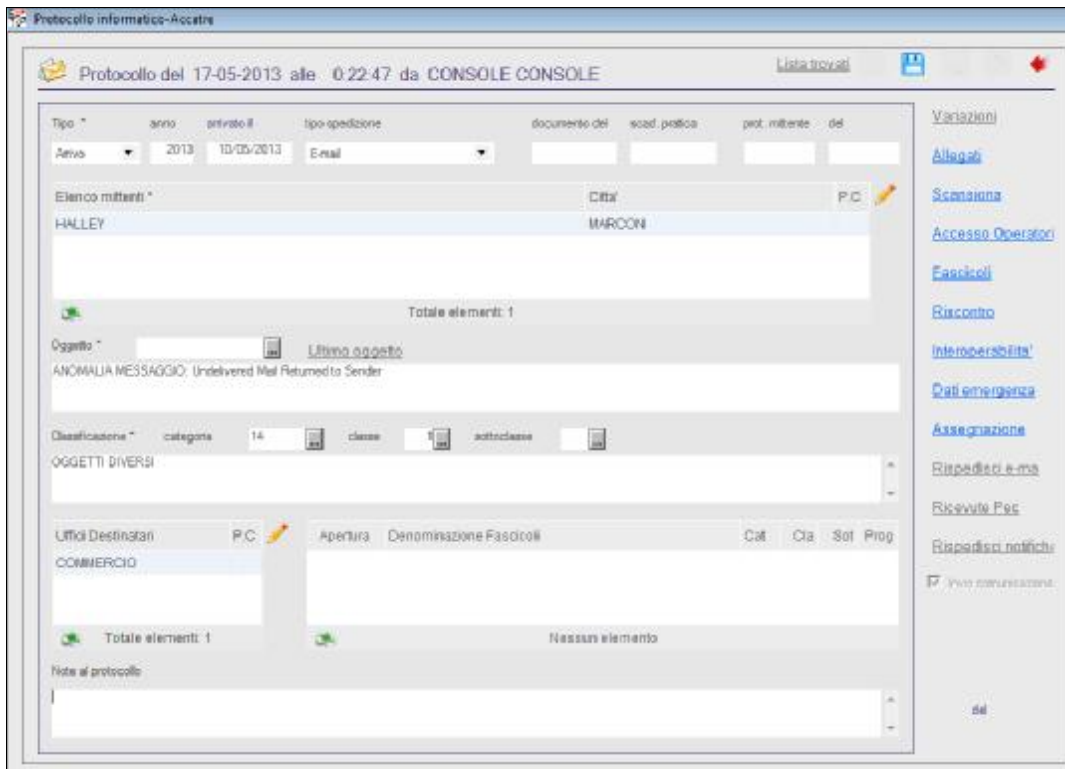 Protocollo informatico-Accatre
Protocollo del 17-05-2013 alle 0:22:47 da CONSOLE CONSOLE
Lista trovati
Tipo * anno arrivato il tipo spedizione documento del scad. pratica prot. mittente del
Arrivo 2013 10/05/2013 E-mail
Elenco mittenti * Citta' P.C
HALLEY MARCONI
Totale elementi: 1
Oggetto * Ultimo oggetto
ANOMALIA MESSAGGIO: Undelivered Mail Returned to Sender
Classificazione * categoria 14 classe 1 sottoclasse
OGGETTI DIVERSI
Uffici Destinatari P.C
COMMERCIO
Totale elementi: 1
Apertura Denominazione Fascicoli Cat Cla Sot Prog
Nessun elemento
Note al protocollo
Variazioni
Allegati
Scansiona
Accesso Operatori
Fascicoli
Riscontro
Interoperabilita'
Dati emergenza
Assegnazione
Rispedisci e-ma
Ricevute Pec
Rispedisci notifich
Invio comunicazione
del